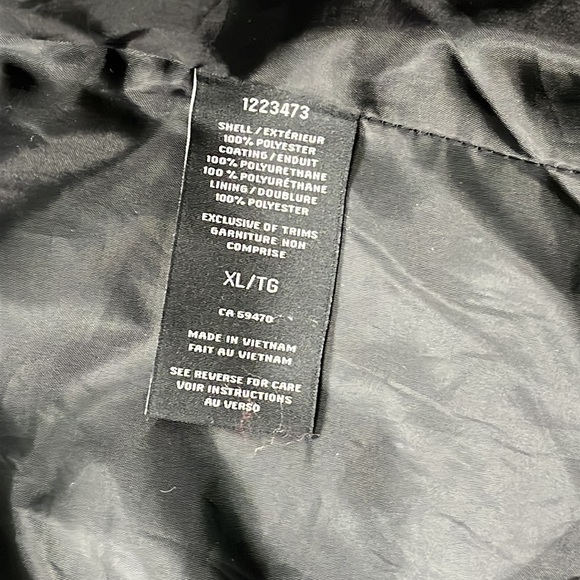 1223473
SHELL/EXTÉRIEUR
100% POLYESTER
COATING/ENDUIT
100% POLYURETHANE
100 % POLYURÉTHANE
LINING/DOUBLURE
100% POLYESTER
EXCLUSIVE OF TRIMS
GARNITURE NON
COMPRISE
XL/TG
CA 59470
MADE IN VIETNAM
FAIT AU VIETNAM
SEE REVERSE FOR CARE
VOIR INSTRUCTIONS
AU VERSO